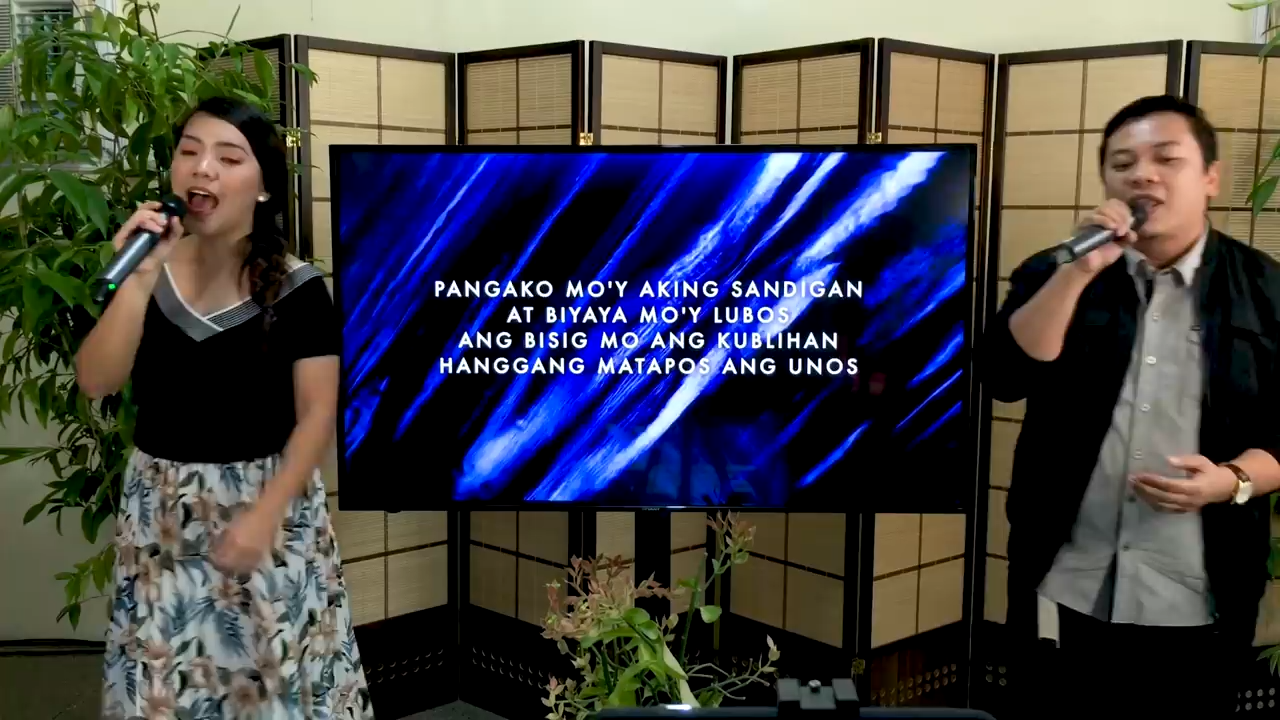 PANGAKO MO'Y AKING SANDIGAN
AT BIYAYA MO'Y LUBOS
ANG BISIG MO ANG KUBLIHAN
HANGGANG MATAPOS ANG UNOS